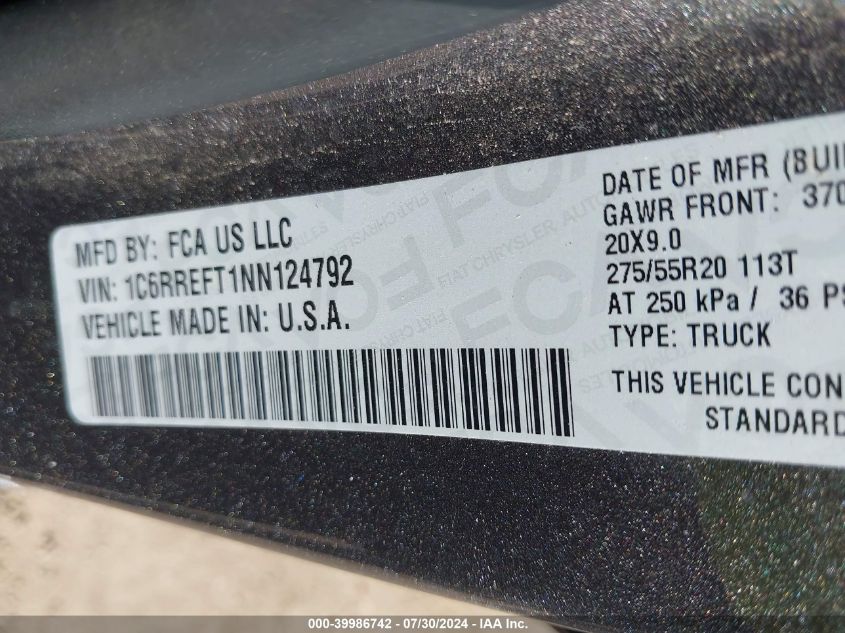 MFD BY: FCA US LLC
VIN: 1C6RREFT1NN124792
VEHICLE MADE IN: U.S.A.
DATE OF MFR (BUI
GAWR FRONT: 370
20X9.0
275/55R20 113T
AT 250 kPa / 36 PS
TYPE: TRUCK
THIS VEHICLE CON
STANDARD
000-39986742 - 07/30/2024 - IAAI Inc.